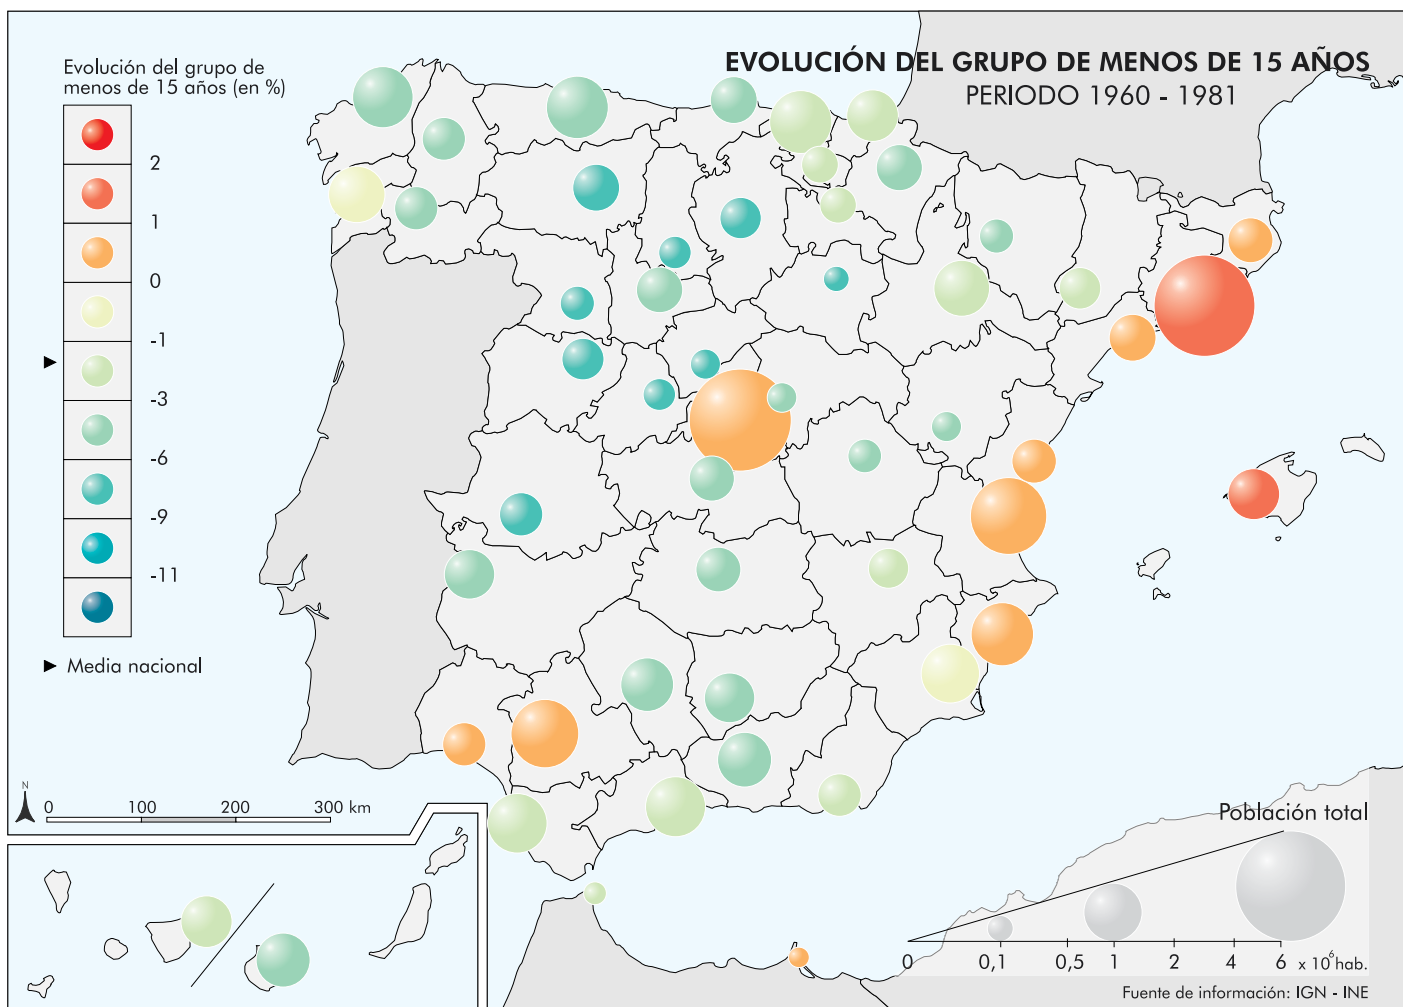 EVOLUCIÓN DEL GRUPO DE MENOS DE 15 AÑOS
PERIODO 1960 - 1981
Evolución del grupo de
menos de 15 años (en %)
2
1
0
-1
-3
-6
-9
-11
► Media nacional
N
0 100 200 300 km
Población total
0 0,1 0,5 1 2 4 6 x 10⁶ hab.
Fuente de información: IGN - INE